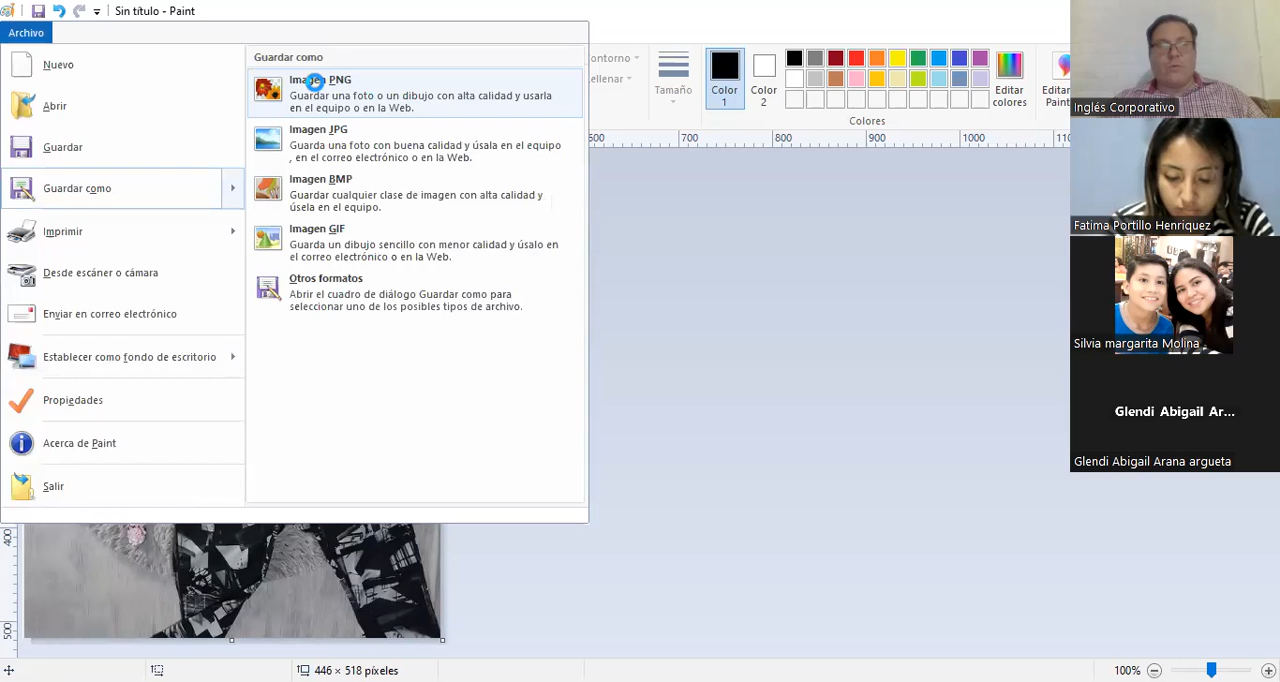 Sin título - Paint
Archivo
Nuevo
Abrir
Guardar
Guardar como
Imprimir
Desde escáner o cámara
Enviar en correo electrónico
Establecer como fondo de escritorio
Propiedades
Acerca de Paint
Salir
Guardar como
Imagen PNG
Guardar una foto o un dibujo con alta calidad y usarla
en el equipo o en la Web.
Imagen JPG
Guarda una foto con buena calidad y úsala en el equipo
, en el correo electrónico o en la Web.
Imagen BMP
Guardar cualquier clase de imagen con alta calidad y
úsela en el equipo.
Imagen GIF
Guarda un dibujo sencillo con menor calidad y úsalo en
el correo electrónico o en la Web.
Otros formatos
Abrir el cuadro de diálogo Guardar como para
seleccionar uno de los posibles tipos de archivo.
ontorno
ellenar
Tamaño
Color
1
Color
2
Editar
colores
Editar
Paint
Colores
600
700
800
900
1000
400
500
446 × 518 píxeles
100%
Inglés Corporativo
Fatima Portillo Henriquez
Silvia margarita Molina
Glendi Abigail Ar...
Glendi Abigail Arana argueta